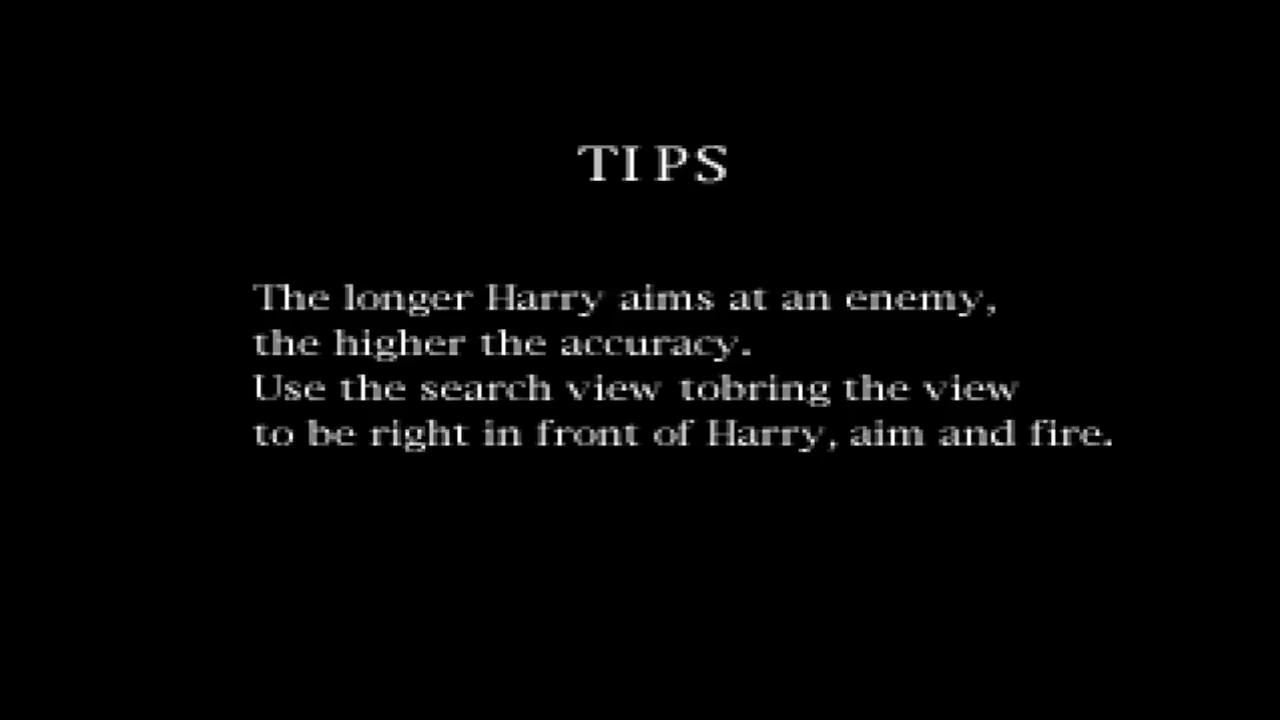 TIPS
The longer Harry aims at an enemy,
the higher the accuracy.
Use the search view tobring the view
to be right in front of Harry, aim and fire.